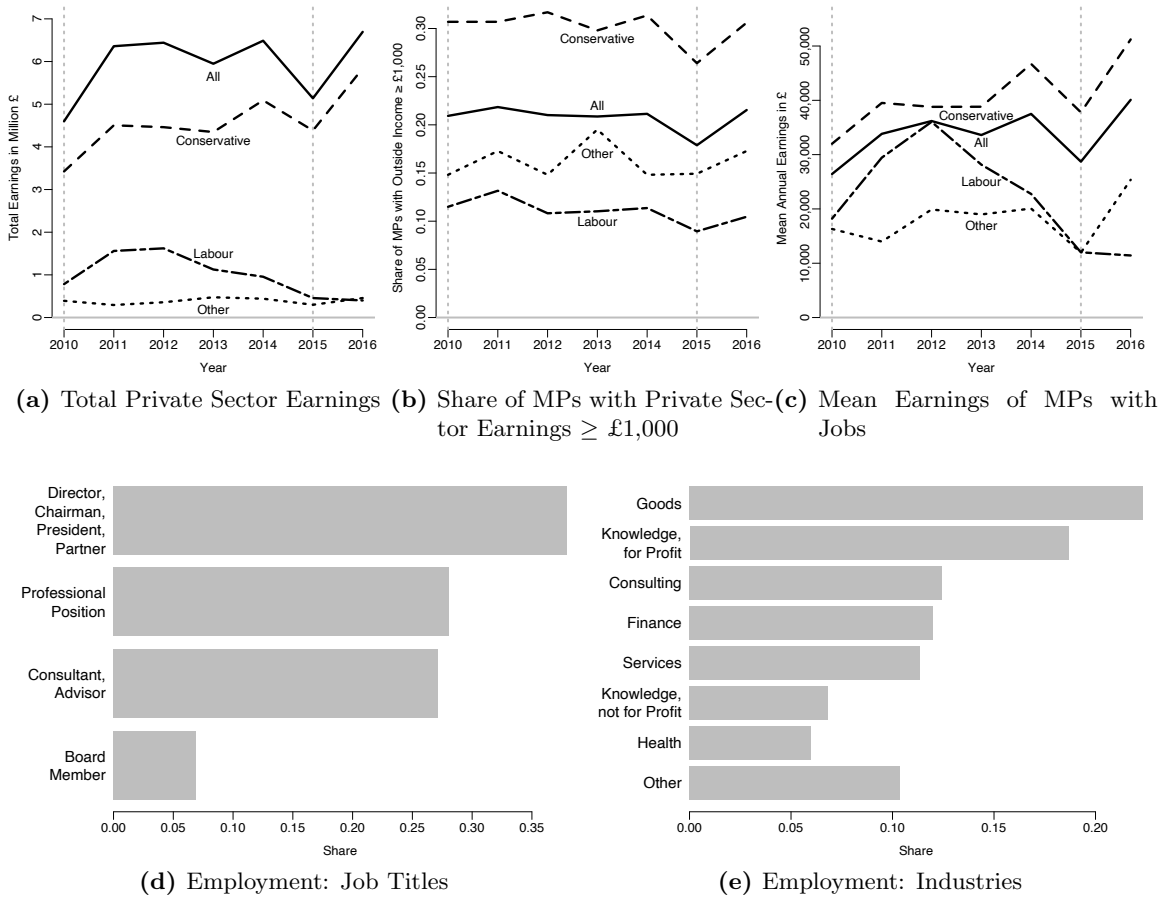 Total Earnings in Million £
0
1
2
3
4
5
6
7
All
Conservative
Labour
Other
2010 2011 2012 2013 2014 2015 2016
Year
(a) Total Private Sector Earnings
Share of MPs with Outside Income ≥ £1,000
0.00
0.05
0.10
0.15
0.20
0.25
0.30
Conservative
All
Other
Labour
2010 2011 2012 2013 2014 2015 2016
Year
(b) Share of MPs with Private Sec-
tor Earnings ≥ £1,000
Mean Annual Earnings in £
0
10,000
20,000
30,000
40,000
50,000
Conservative
All
Labour
Other
2010 2011 2012 2013 2014 2015 2016
Year
(c) Mean Earnings of MPs with
Jobs
Director,
Chairman,
President,
Partner
Professional
Position
Consultant,
Advisor
Board
Member
0.00 0.05 0.10 0.15 0.20 0.25 0.30 0.35
Share
(d) Employment: Job Titles
Goods
Knowledge,
for Profit
Consulting
Finance
Services
Knowledge,
not for Profit
Health
Other
0.00 0.05 0.10 0.15 0.20
Share
(e) Employment: Industries